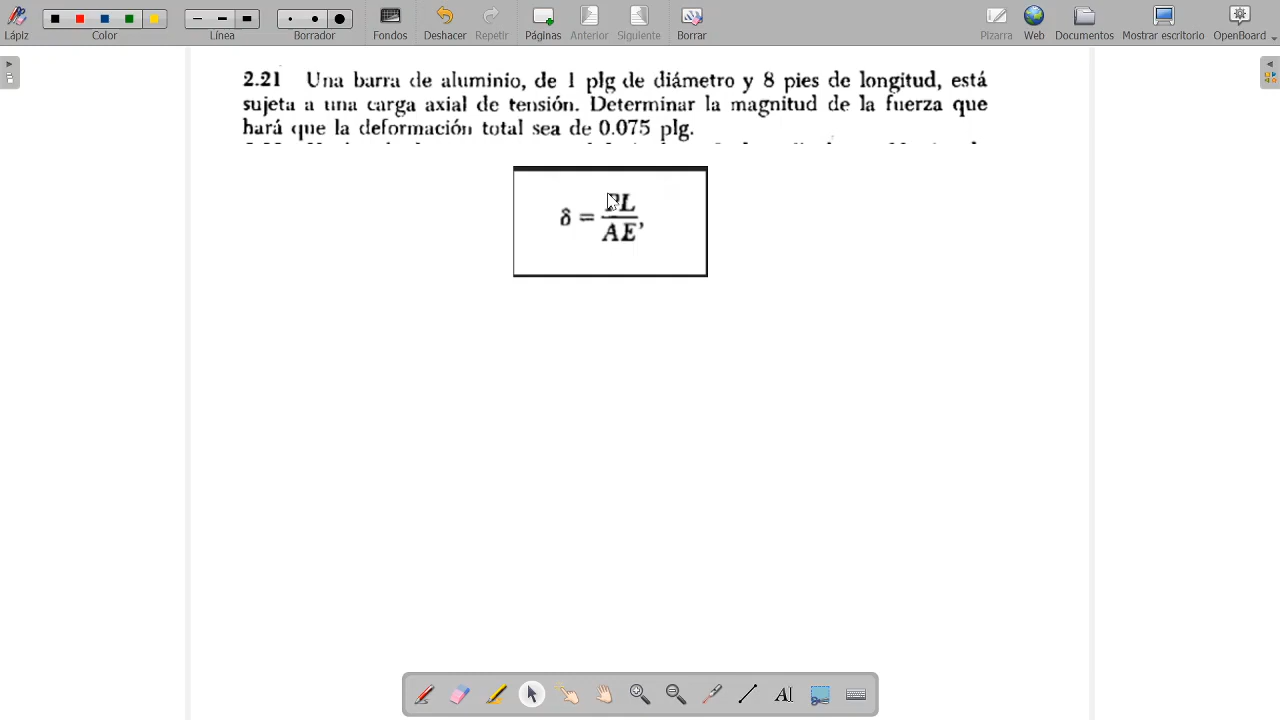 Lápiz Color Línea Borrador Fondos Deshacer Repetir Páginas Anterior Siguiente Borrar Pizarra Web Documentos Mostrar escritorio OpenBoard
2.21 Una barra de aluminio, de 1 plg de diámetro y 8 pies de longitud, está
sujeta a una carga axial de tensión. Determinar la magnitud de la fuerza que
hará que la deformación total sea de 0.075 plg.
δ = PL / AE,